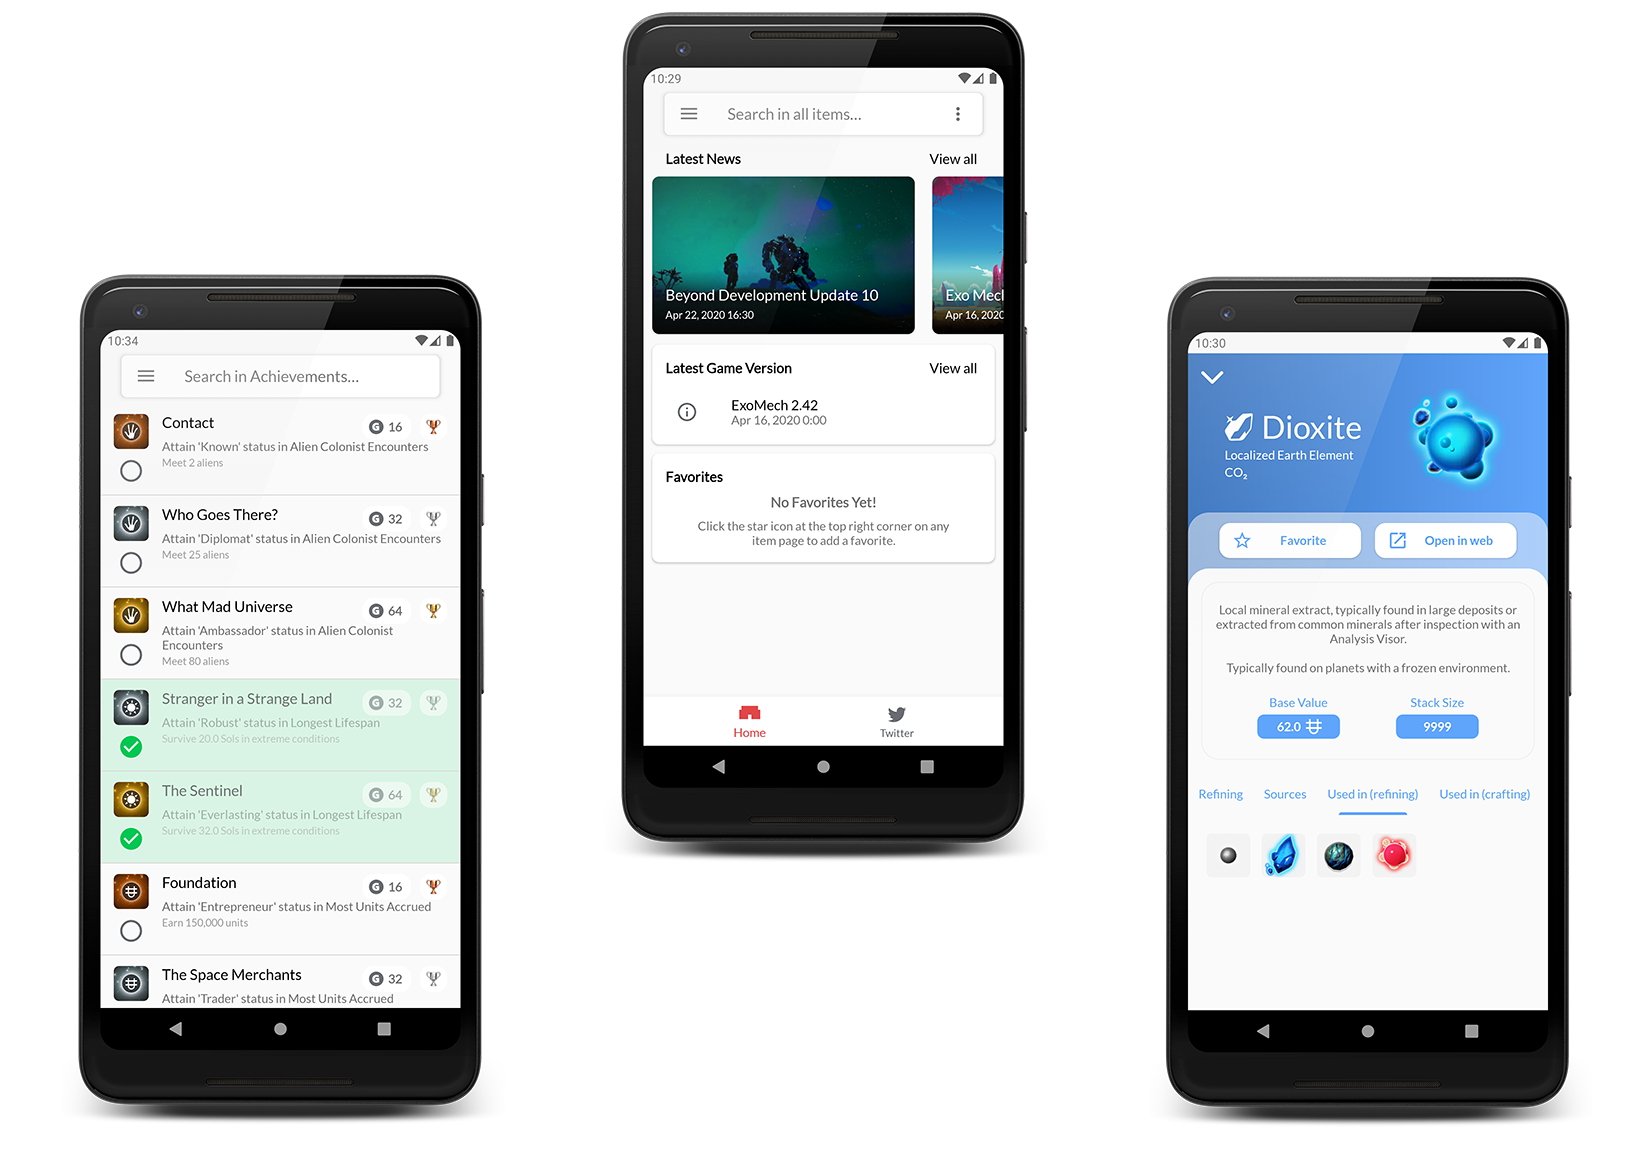 10:34
Search in Achievements...
Contact
G 16
Attain 'Known' status in Alien Colonist Encounters
Meet 2 aliens
Who Goes There?
G 32
Attain 'Diplomat' status in Alien Colonist Encounters
Meet 25 aliens
What Mad Universe
G 64
Attain 'Ambassador' status in Alien Colonist
Encounters
Meet 80 aliens
Stranger in a Strange Land
G 32
Attain 'Robust' status in Longest Lifespan
Survive 20.0 Sols in extreme conditions
The Sentinel
G 64
Attain 'Everlasting' status in Longest Lifespan
Survive 32.0 Sols in extreme conditions
Foundation
G 16
Attain 'Entrepreneur' status in Most Units Accrued
Earn 150,000 units
The Space Merchants
G 32
Attain 'Trader' status in Most Units Accrued
10:29
Search in all items...
Latest News
View all
Beyond Development Update 10
Apr 22, 2020 16:30
Exo Mecl
Apr 16, 202
Latest Game Version
View all
ExoMech 2.42
Apr 16, 2020 0:00
Favorites
No Favorites Yet!
Click the star icon at the top right corner on any
item page to add a favorite.
Home
Twitter
10:30
Dioxite
Localized Earth Element
CO₂
Favorite
Open in web
Local mineral extract, typically found in large deposits or
extracted from common minerals after inspection with an
Analysis Visor.
Typically found on planets with a frozen environment.
Base Value
Stack Size
62.0
9999
Refining
Sources
Used in (refining)
Used in (crafting)